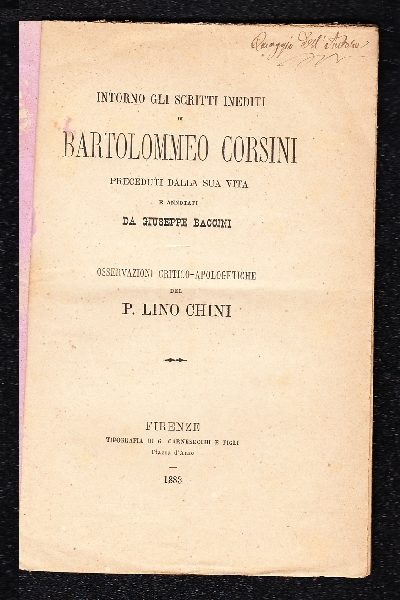 Omaggio dell' Autore
INTORNO GLI SCRITTI INEDITI
DI
BARTOLOMMEO CORSINI
PRECEDUTI DALLA SUA VITA
E ANNOTATI
DA GIUSEPPE BACCINI
OSSERVAZIONI CRITICO-APOLOGETICHE
DEL
P. LINO CHINI
FIRENZE
TIPOGRAFIA DI G. CARNESECCHI E FIGLI
Piazza d'Arno
1883